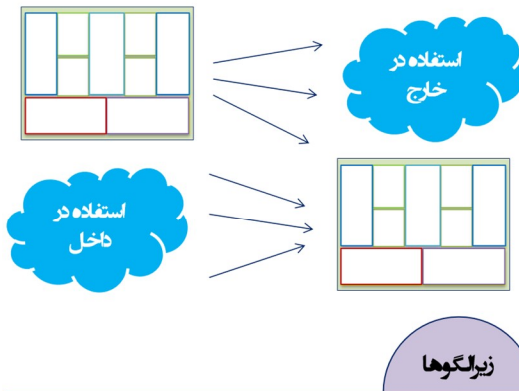 استفاده در
خارج
استفاده در
داخل
زیرالگوها